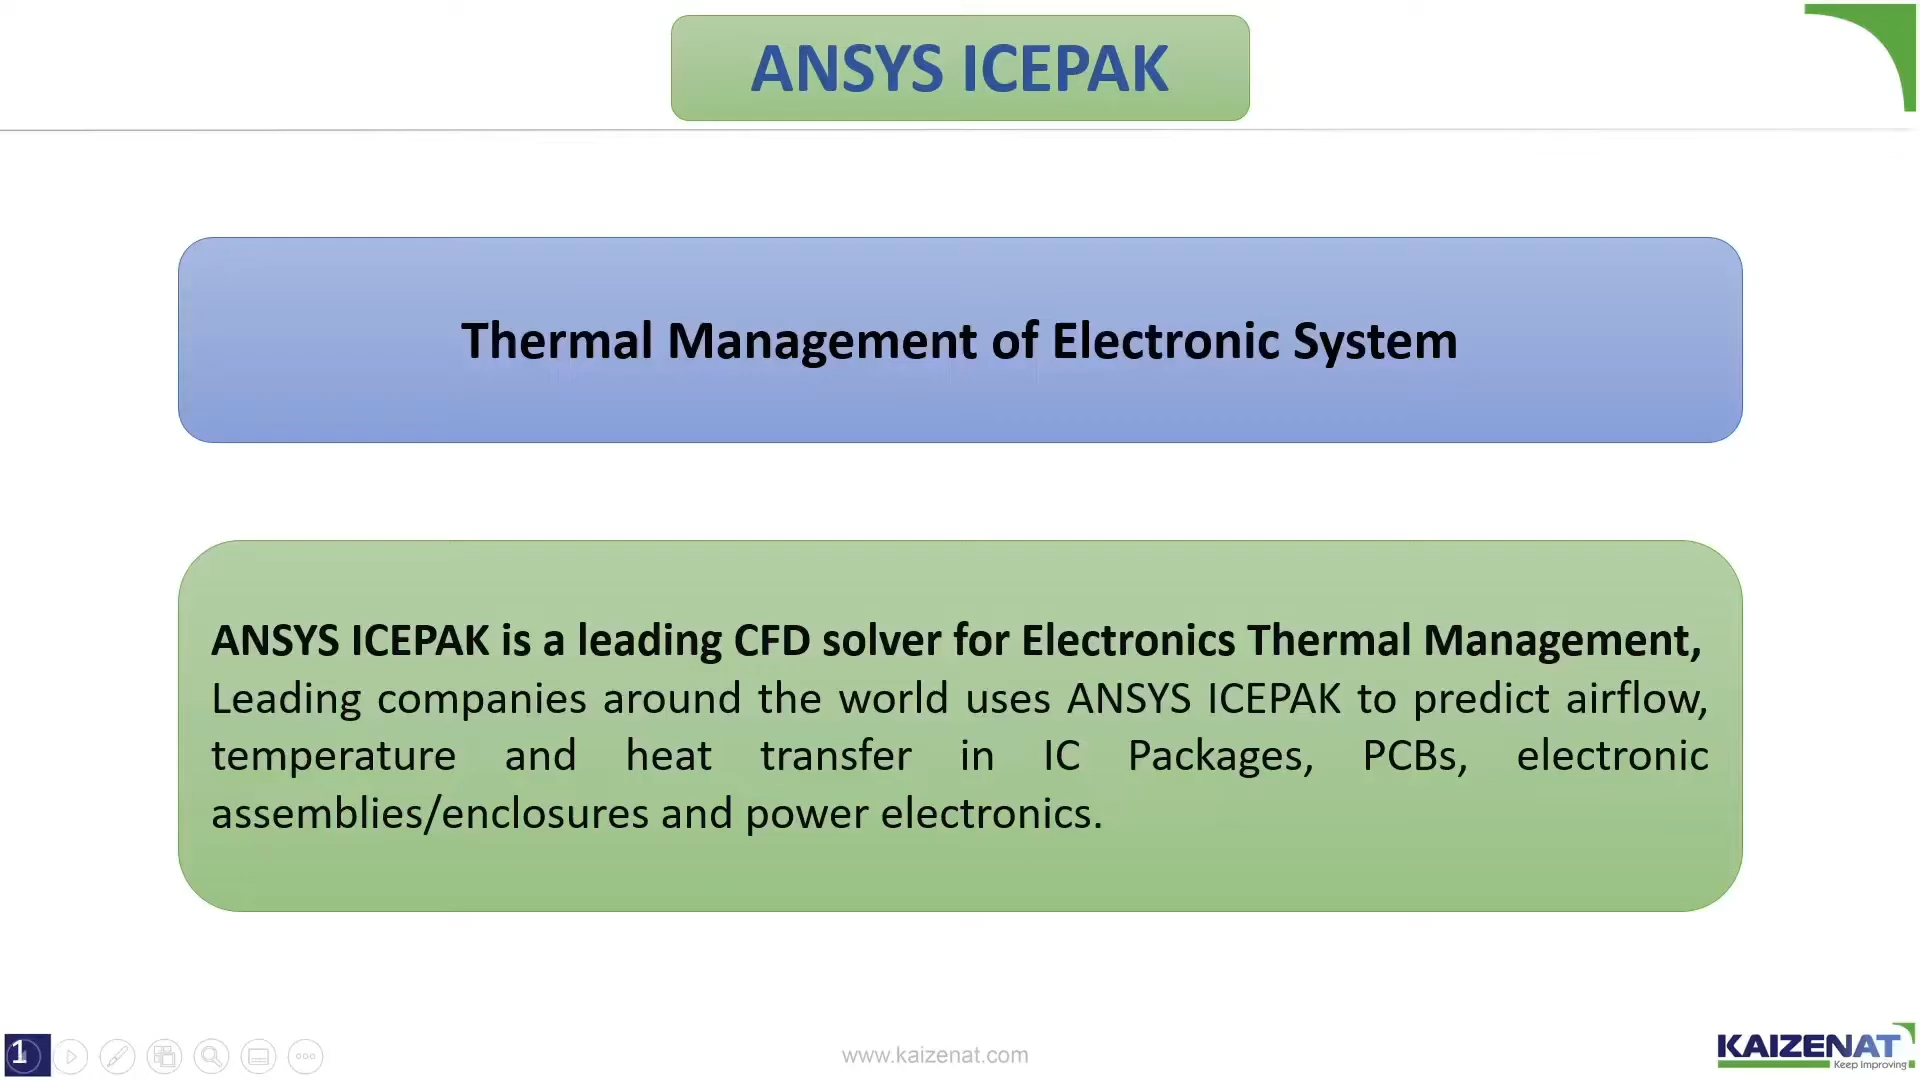 ANSYS ICEPAK
Thermal Management of Electronic System
ANSYS ICEPAK is a leading CFD solver for Electronics Thermal Management,
Leading companies around the world uses ANSYS ICEPAK to predict airflow,
temperature and heat transfer in IC Packages, PCBs, electronic
assemblies/enclosures and power electronics.
1
www.kaizenat.com
KAIZENAT
Keep Improving